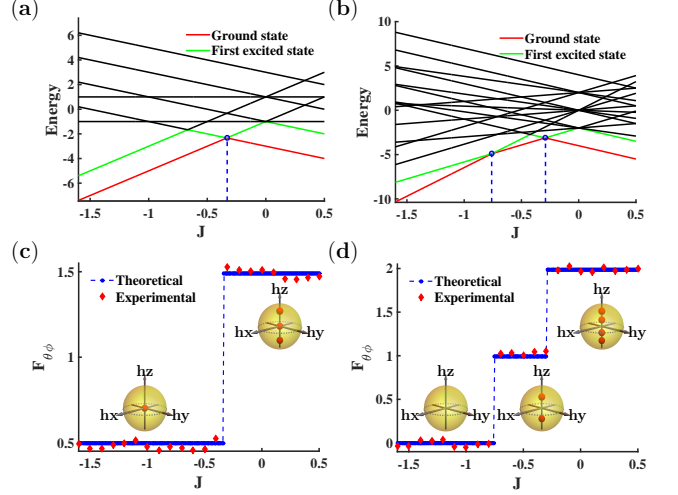 (a)
Ground state
First excited state
Energy
6
4
2
0
-2
-4
-6
-1.5
-1
-0.5
0
0.5
J
(b)
Ground state
First excited state
Energy
10
5
0
-5
-10
-1.5
-1
-0.5
0
0.5
J
(c)
Theoretical
Experimental
F θ ϕ
1.5
1
0.5
hz
hx
hy
hz
hx
hy
-1.5
-1
-0.5
0
0.5
J
(d)
Theoretical
Experimental
F θ ϕ
2
1.5
1
0.5
0
hz
hx
hy
hz
hx
hy
hz
hx
hy
-1.5
-1
-0.5
0
0.5
J